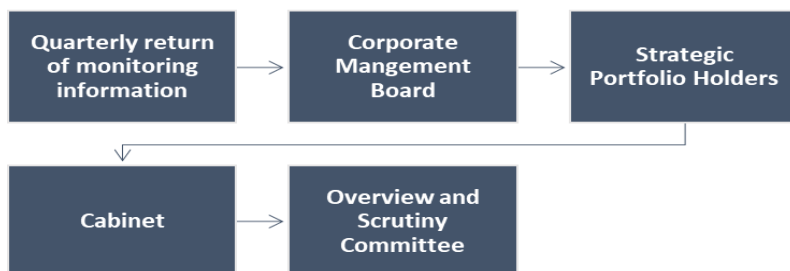 Quarterly return
of monitoring
information
Corporate
Mangement
Board
Strategic
Portfolio Holders
Cabinet
Overview and
Scrutiny
Committee